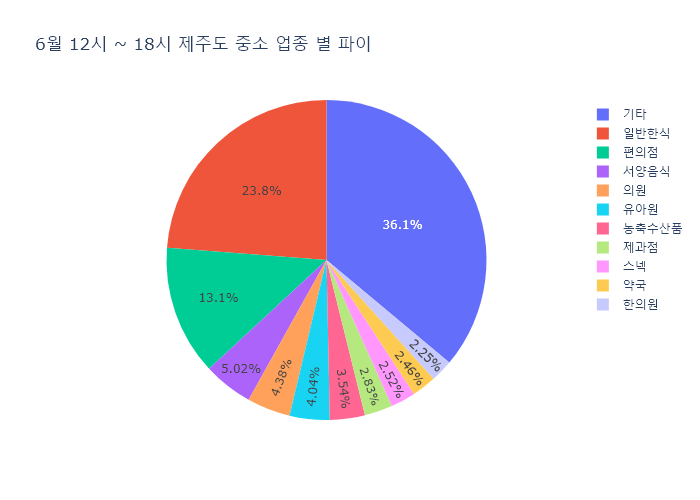 6월 12시 ~ 18시 제주도 중소 업종 별 파이
기타
일반한식
편의점
서양음식
의원
유아원
농축수산품
제과점
스넥
약국
한의원
36.1%
23.8%
13.1%
5.02%
4.38%
4.04%
3.54%
2.83%
2.52%
2.46%
2.25%